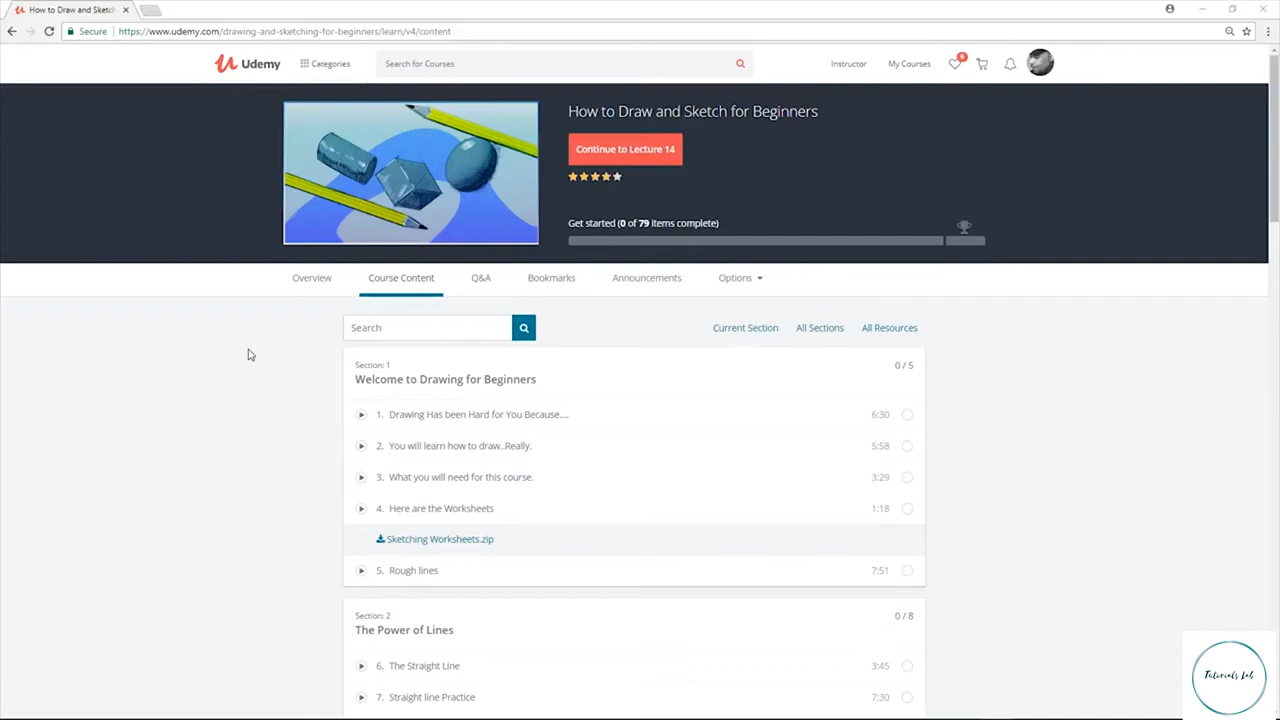 How to Draw and Sketch
Secure https://www.udemy.com/drawing-and-sketching-for-beginners/learn/v4/content
Udemy Categories Search for Courses Instructor My Courses 6
How to Draw and Sketch for Beginners
Continue to Lecture 14
Get started (0 of 79 items complete)
Overview Course Content Q&A Bookmarks Announcements Options
Search Current Section All Sections All Resources
Section: 1 0 / 5
Welcome to Drawing for Beginners
1. Drawing Has been Hard for You Because.... 6:30
2. You will learn how to draw..Really. 5:58
3. What you will need for this course. 3:29
4. Here are the Worksheets 1:18
Sketching Worksheets.zip
5. Rough lines 7:51
Section: 2 0 / 8
The Power of Lines
6. The Straight Line 3:45
7. Straight line Practice 7:30
Tutorials Lab